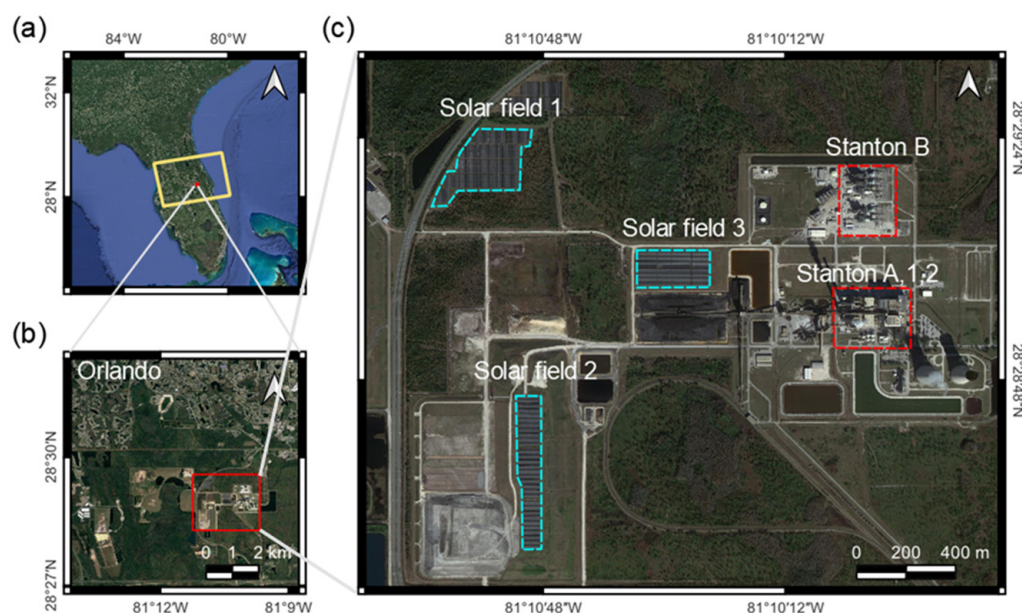 (a)
84°W 80°W
32°N
28°N
(b)
Orlando
28°30'N
28°27'N
0 1 2 km
81°12'W 81°9'W
(c)
81°10'48"W 81°10'12"W
Solar field 1
Stanton B
Solar field 3
Stanton A,1,2
Solar field 2
28°29'24"N
28°28'48"N
0 200 400 m
81°10'48"W 81°10'12"W